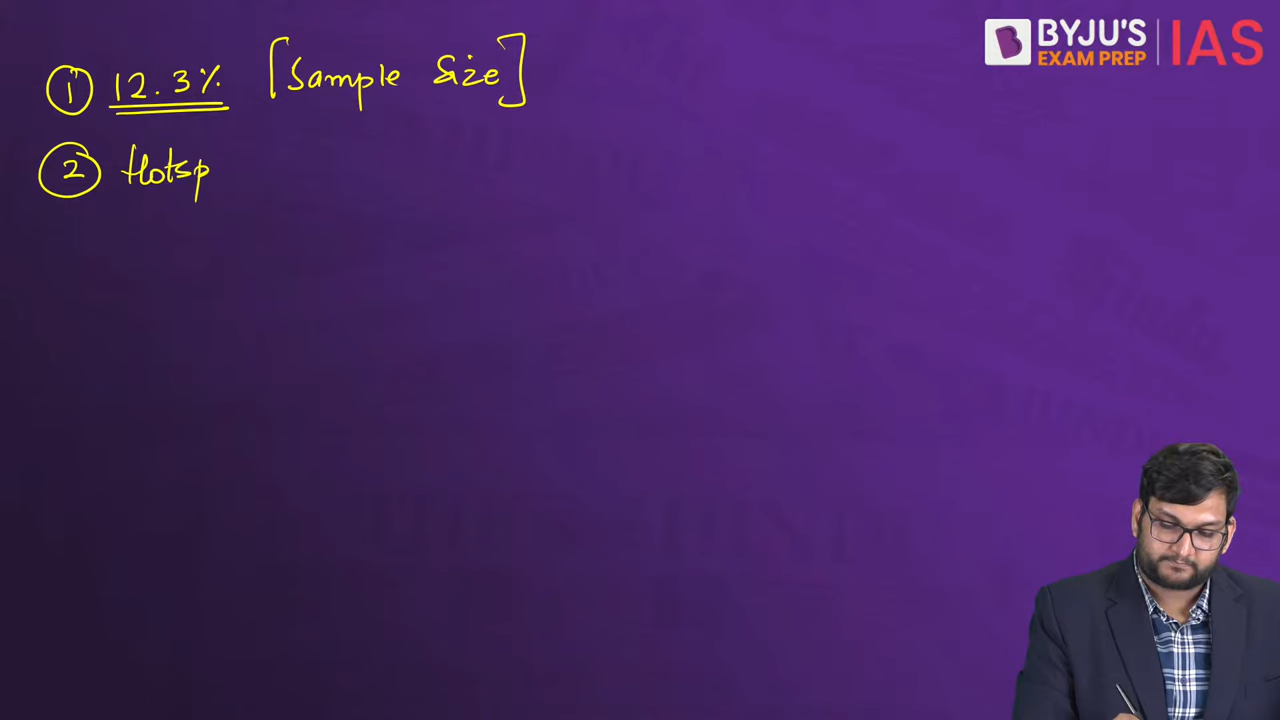 ① 12.3% [Sample Size]
② Hotsp
BYJU'S
EXAM PREP
IAS